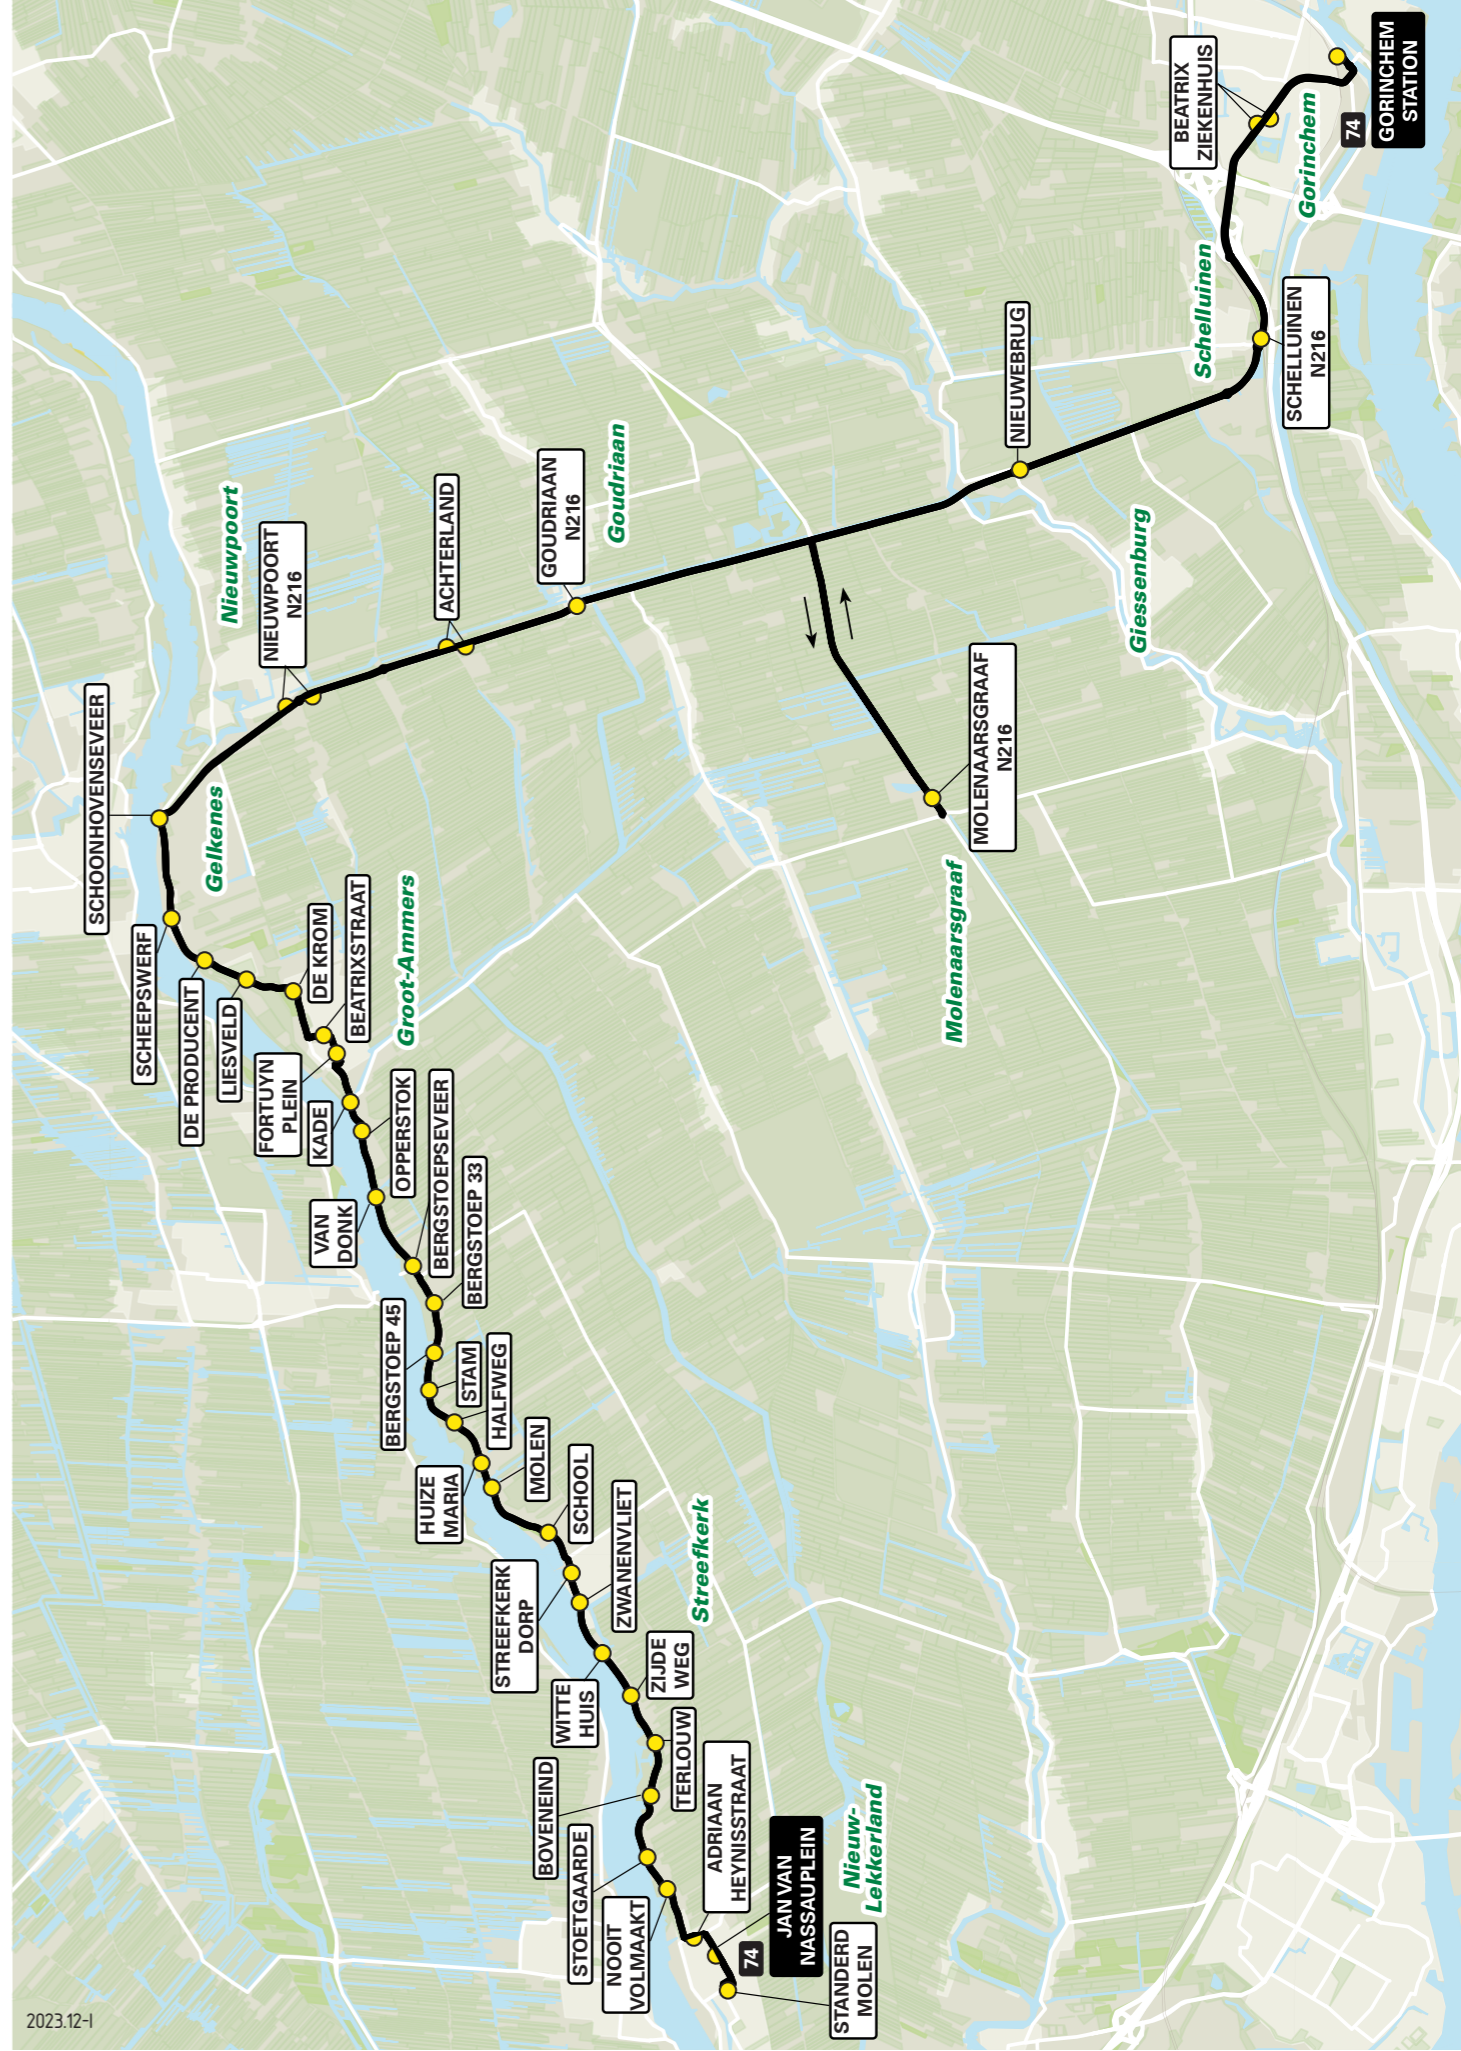 GORINCHEM
STATION
74
BEATRIX
ZIEKENHUIS
Gorinchem
Schelluinen
SCHELLUINEN
N216
NIEUWEBRUG
Giessenburg
MOLENAARSGRAAF
N216
Molenaarsgraaf
GOUDRIAAN
N216
Goudriaan
ACHTERLAND
NIEUWPOORT
N216
Nieuwpoort
SCHOONHOVENSEVEER
Gelkenes
SCHEEPSWERF
DE PRODUCENT
LIESVELD
DE KROM
BEATRIXSTRAAT
Groot-Ammers
FORTUYN
PLEIN
KADE
OPPERSTOK
VAN
DONK
BERGSTOEPSEVEER
BERGSTOEP 33
BERGSTOEP 45
STAM
HALFWEG
HUIZE
MARIA
MOLEN
SCHOOL
STREEFKERK
DORP
ZWANENVLIET
Streefkerk
WITTE
HUIS
ZIJDE
WEG
TERLOUW
BOVENEIND
STOETGAARDE
NOOIT
VOLMAAKT
ADRIAAN
HEYNISSTRAAT
Nieuw-
Lekkerland
74
JAN VAN
NASSAUPLEIN
STANDERD
MOLEN
2023.12-I